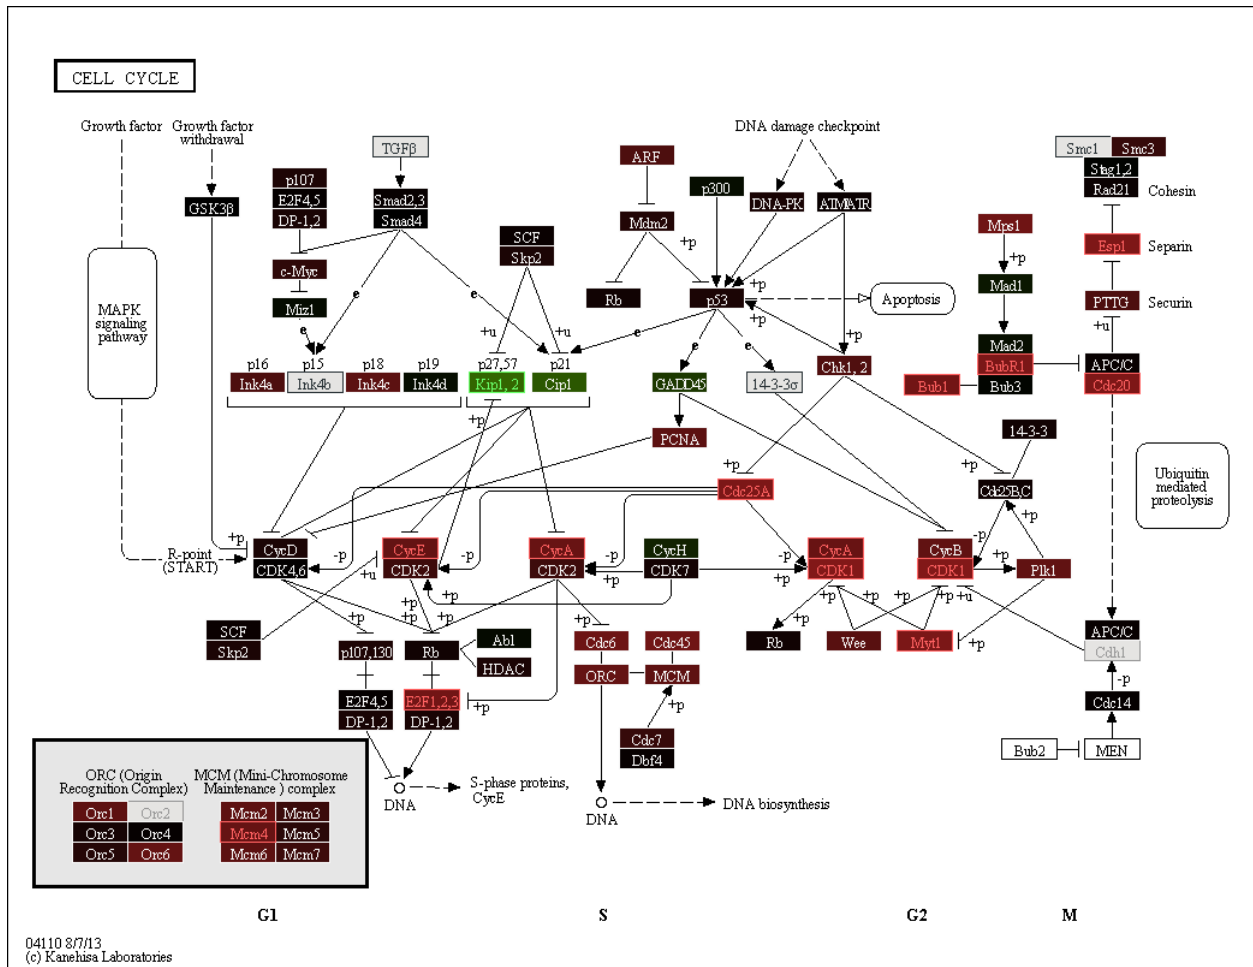 CELL CYCLE
Growth factor
Growth factor
withdrawal
TGFβ
DNA damage checkpoint
ARF
Smc1
Smc3
Stag1,2
Rad21
Cohesin
p107
E2F4,5
DP-1,2
GSK3β
Smad2,3
Smad4
p300
DNA-PK
ATM/ATR
Mdm2
SCF
Skp2
Mps1
Esp1
Separin
c-Myc
+p
+p
Mad1
MAPK
signaling
pathway
Miz1
Rb
p53
+p
Apoptosis
PTTG
Securin
e
e
e
+u
+u
e
e
e
+p
+p
+u
Mad2
APC/C
p16
Ink4a
p15
Ink4b
p18
Ink4c
p19
Ink4d
p27,57
Kip1, 2
p21
Cip1
GADD45
14-3-3σ
Chk1, 2
BubR1
Bub1
Bub3
Cdc20
+p
PCNA
14-3-3
+p
+p
Cdc25A
Cdc25B,C
Ubiquitin
mediated
proteolysis
R-point
(START)
+p
CycD
CDK4,6
-p
CycE
CDK2
-p
CycA
CDK2
-p
+p
CycH
CDK7
-p
+p
CycA
CDK1
CycB
CDK1
-p
+p
+p
+p
Plk1
+u
+p
+p
+p
+p
+p
+p
+p
+p
+u
+p
SCF
Skp2
p107,130
Rb
Abl
HDAC
Cdc6
Cdc45
ORC
MCM
Rb
Wee
Myt1
APC/C
Cdh1
E2F4,5
DP-1,2
E2F1,2,3
DP-1,2
+p
+p
-p
Cdc14
Cdc7
Dbf4
Bub2
MEN
ORC (Origin
Recognition Complex)
MCM (Mini-Chromosome
Maintenance ) complex
Orc1
Orc2
Orc3
Orc4
Orc5
Orc6
Mcm2
Mcm3
Mcm4
Mcm5
Mcm6
Mcm7
DNA
S-phase proteins,
CycE
DNA
DNA biosynthesis
G1
S
G2
M
04110 8/7/13
(c) Kanehisa Laboratories